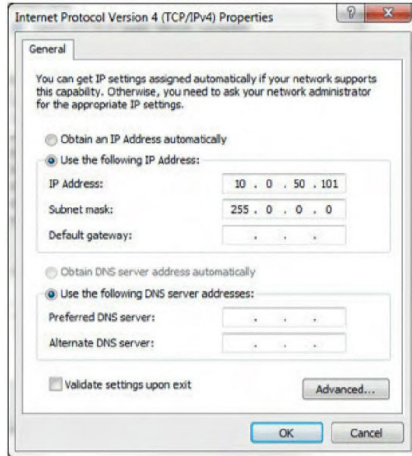 Internet Protocol Version 4 (TCP/IPv4) Properties
General
You can get IP settings assigned automatically if your network supports
this capability. Otherwise, you need to ask your network administrator
for the appropriate IP settings.
Obtain an IP Address automatically
Use the following IP Address:
IP Address: 10 . 0 . 50 . 101
Subnet mask: 255 . 0 . 0 . 0
Default gateway: . . .
Obtain DNS server address automatically
Use the following DNS server addresses:
Preferred DNS server: . . .
Alternate DNS server: . . .
Validate settings upon exit
Advanced...
OK Cancel